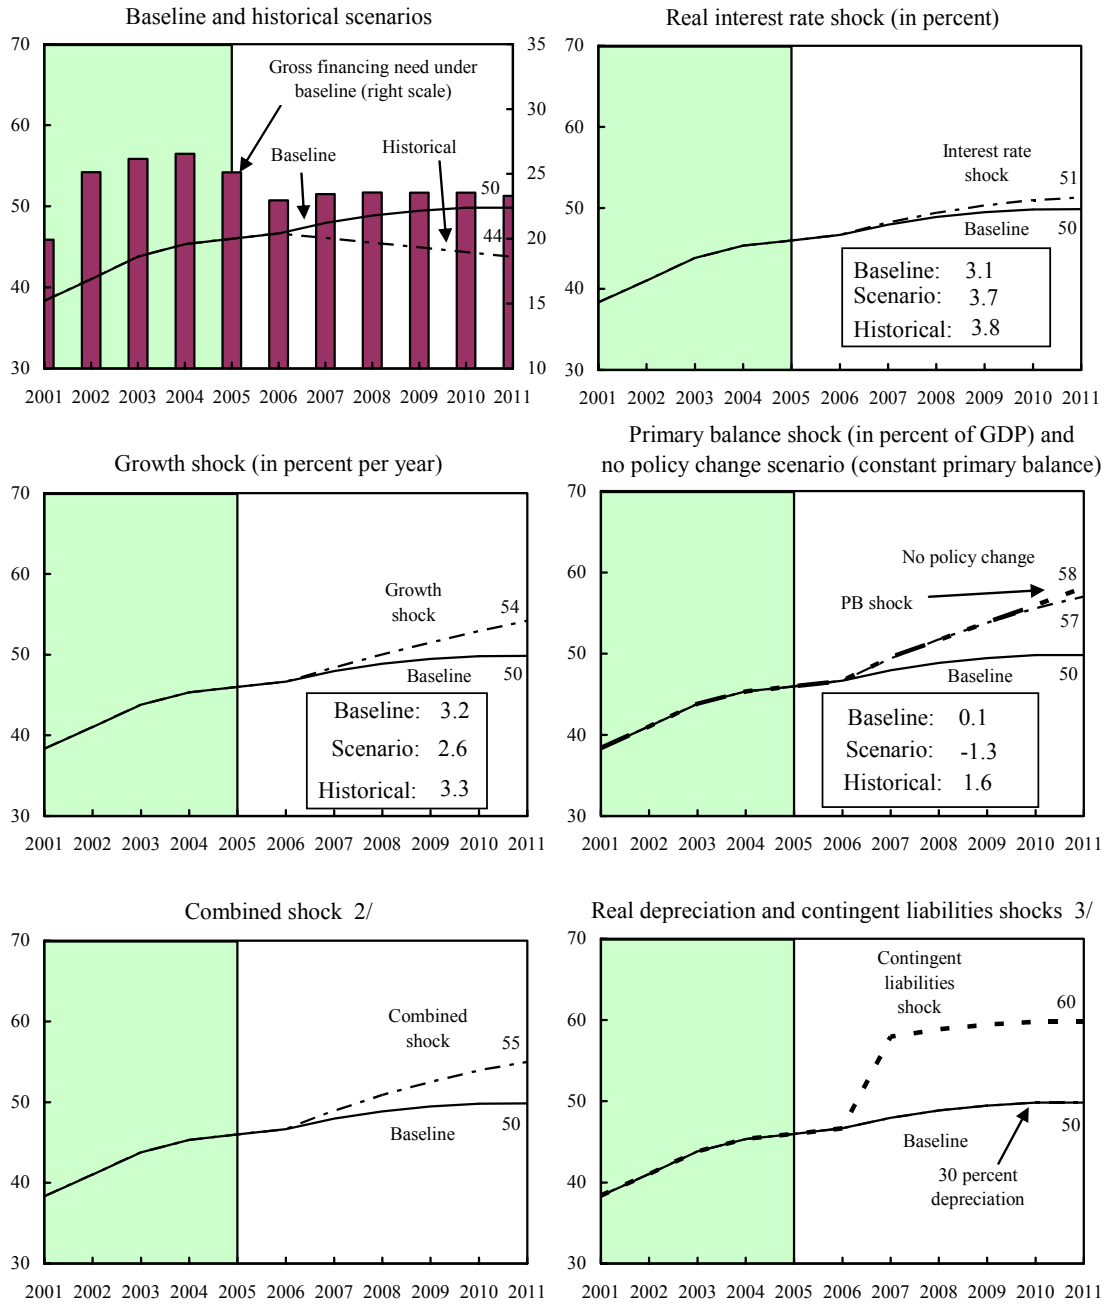 Baseline and historical scenarios
70
60
50
40
30
35
30
25
20
15
10
Gross financing need under
baseline (right scale)
Baseline
Historical
50
44
2001 2002 2003 2004 2005 2006 2007 2008 2009 2010 2011
Real interest rate shock (in percent)
70
60
50
40
30
Interest rate
shock
51
Baseline
50
Baseline: 3.1
Scenario: 3.7
Historical: 3.8
2001 2002 2003 2004 2005 2006 2007 2008 2009 2010 2011
Growth shock (in percent per year)
70
60
50
40
30
Growth
shock
54
Baseline
50
Baseline: 3.2
Scenario: 2.6
Historical: 3.3
2001 2002 2003 2004 2005 2006 2007 2008 2009 2010 2011
Primary balance shock (in percent of GDP) and
no policy change scenario (constant primary balance)
70
60
50
40
30
No policy change
58
PB shock
57
Baseline
50
Baseline: 0.1
Scenario: -1.3
Historical: 1.6
2001 2002 2003 2004 2005 2006 2007 2008 2009 2010 2011
Combined shock 2/
70
60
50
40
30
Combined
shock
55
Baseline
50
2001 2002 2003 2004 2005 2006 2007 2008 2009 2010 2011
Real depreciation and contingent liabilities shocks 3/
70
60
50
40
30
Contingent
liabilities
shock
60
Baseline
50
30 percent
depreciation
2001 2002 2003 2004 2005 2006 2007 2008 2009 2010 2011